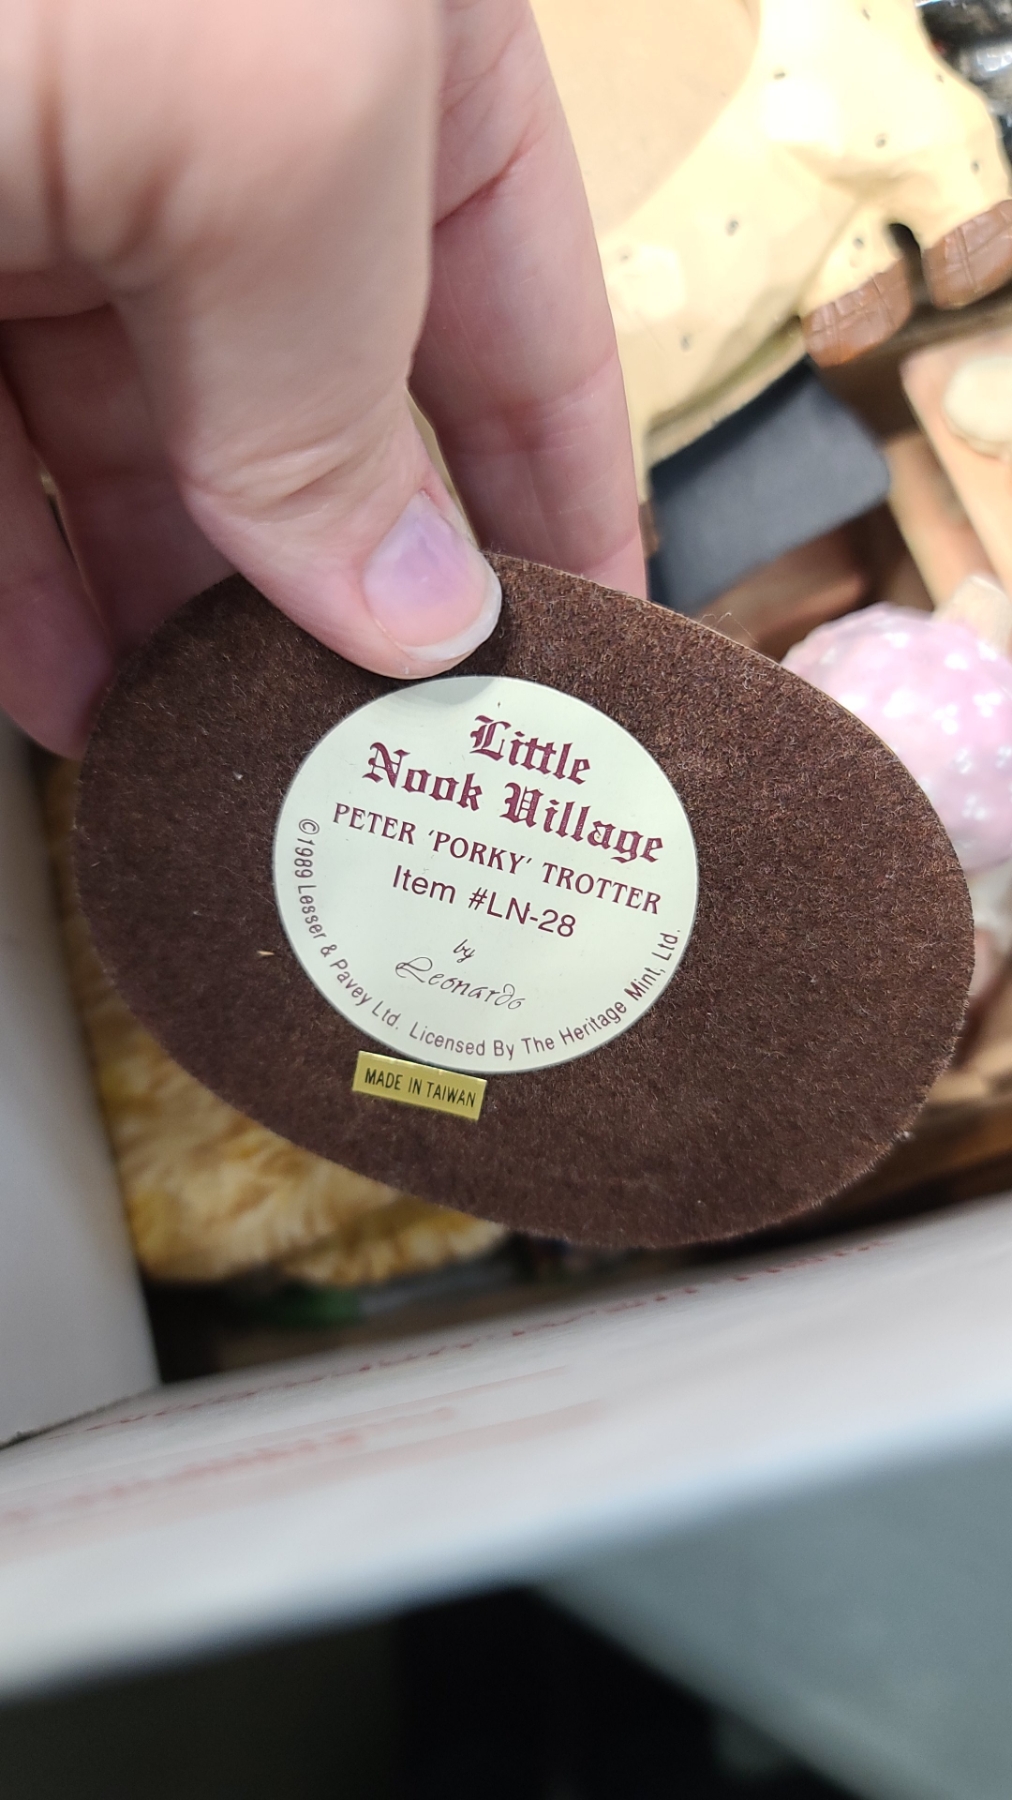 Little
Nook Village
PETER 'PORKY' TROTTER
Item #LN-28
by
Leonardo
©1989 Lesser & Pavey Ltd. Licensed By The Heritage Mint, Ltd.
MADE IN TAIWAN